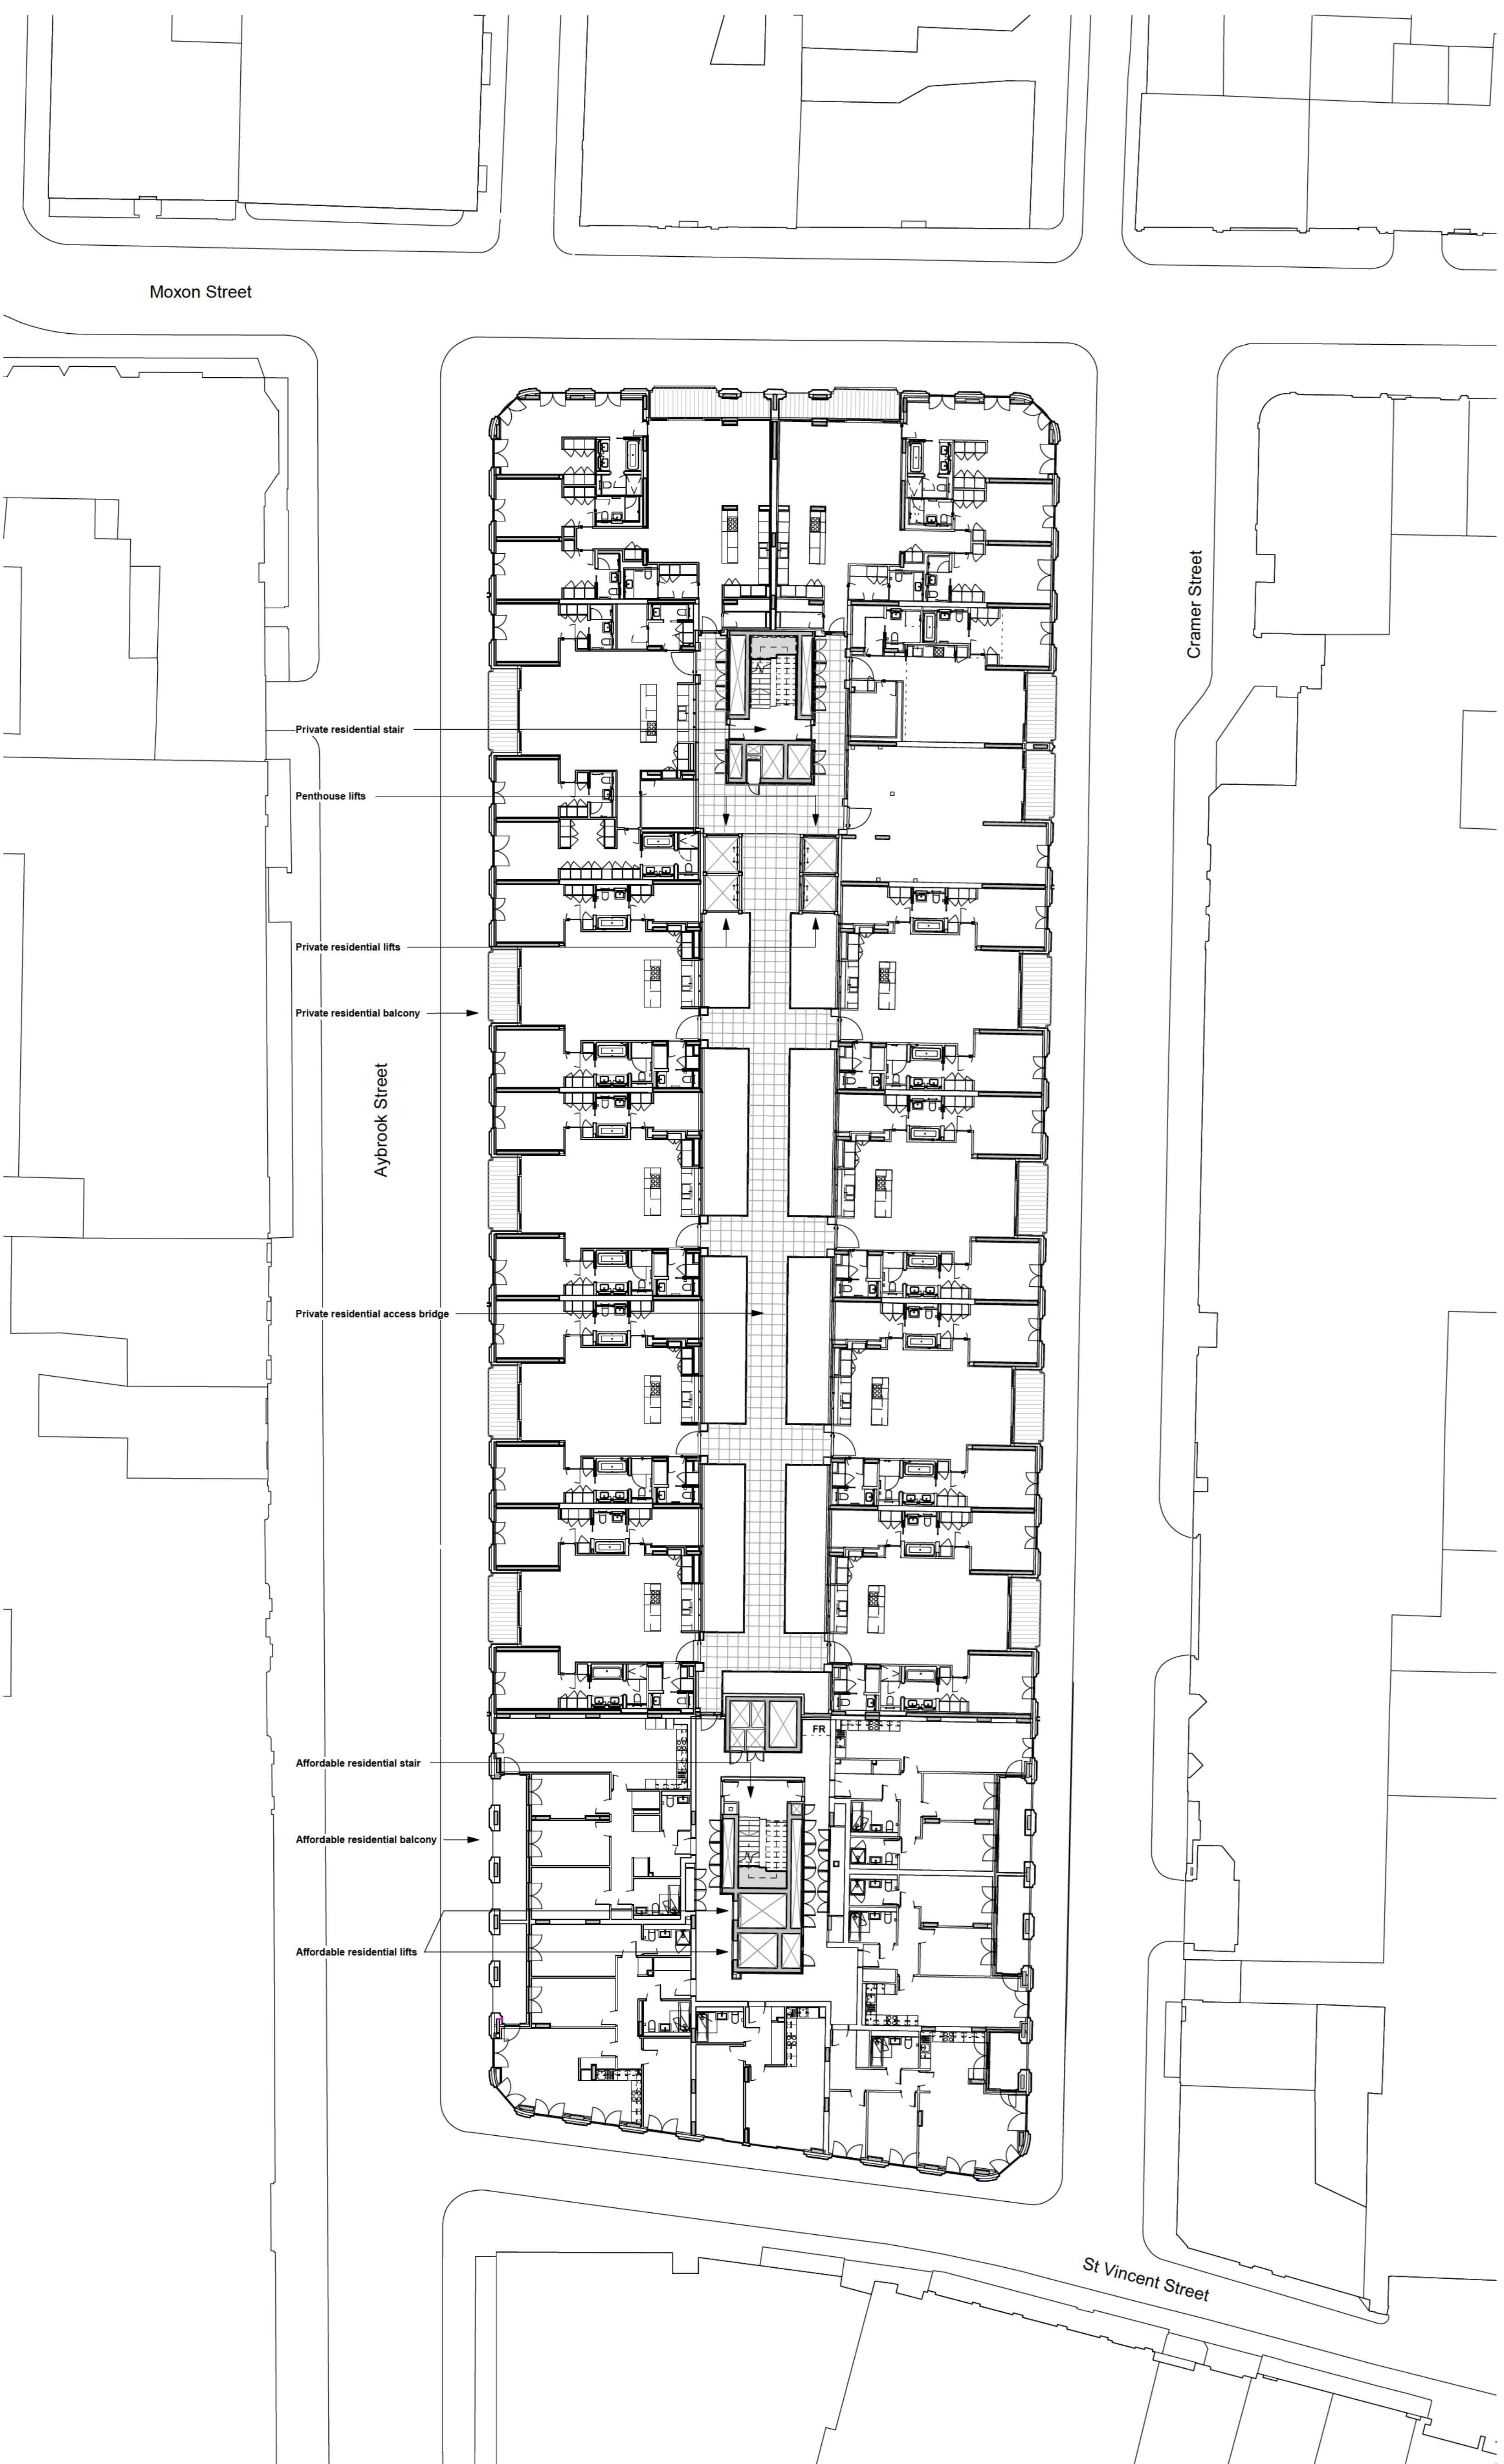 Moxon Street
Cramer Street
Private residential stair
Penthouse lifts
Private residential lifts
Private residential balcony
Aybrook Street
Private residential access bridge
FR
Affordable residential stair
Affordable residential balcony
Affordable residential lifts
St Vincent Street